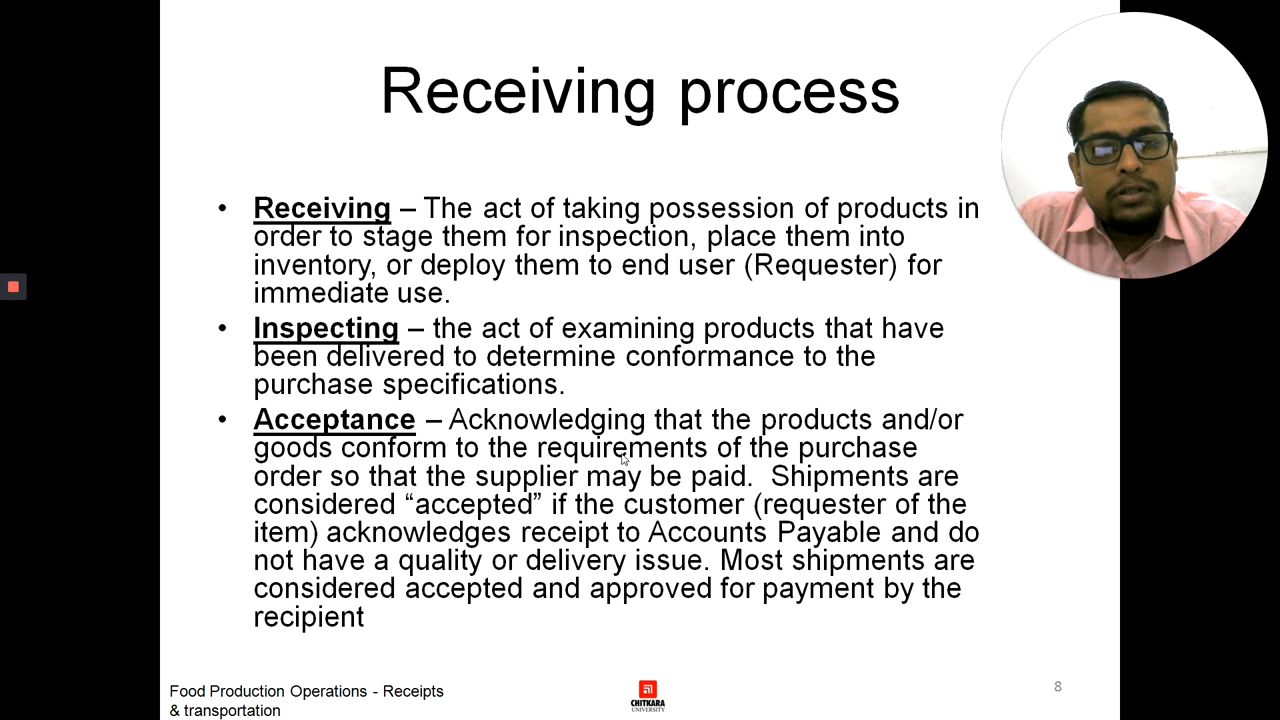 Receiving process
• Receiving – The act of taking possession of products in
order to stage them for inspection, place them into
inventory, or deploy them to end user (Requester) for
immediate use.
• Inspecting – the act of examining products that have
been delivered to determine conformance to the
purchase specifications.
• Acceptance – Acknowledging that the products and/or
goods conform to the requirements of the purchase
order so that the supplier may be paid.  Shipments are
considered “accepted” if the customer (requester of the
item) acknowledges receipt to Accounts Payable and do
not have a quality or delivery issue. Most shipments are
considered accepted and approved for payment by the
recipient
Food Production Operations - Receipts
& transportation
CHITKARA
UNIVERSITY
8